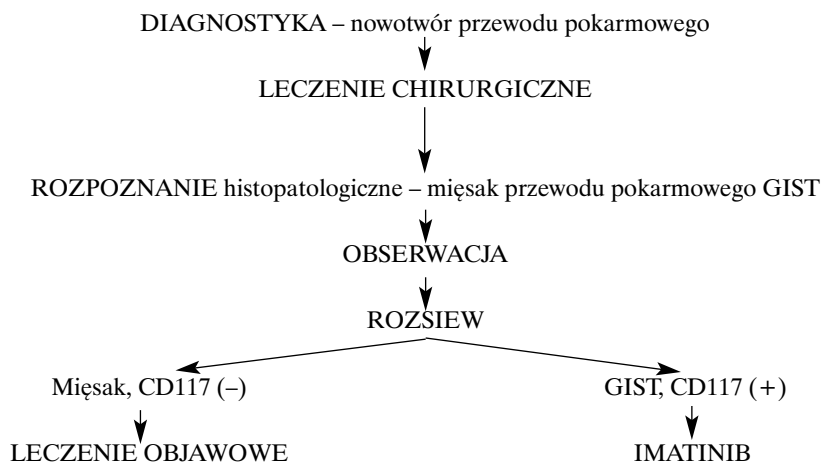 DIAGNOSTYKA – nowotwór przewodu pokarmowego
LECZENIE CHIRURGICZNE
ROZPOZNANIE histopatologiczne – mięsak przewodu pokarmowego GIST
OBSERWACJA
ROZSIEW
Mięsak, CD117 (–)
GIST, CD117 (+)
LECZENIE OBJAWOWE
IMATINIB